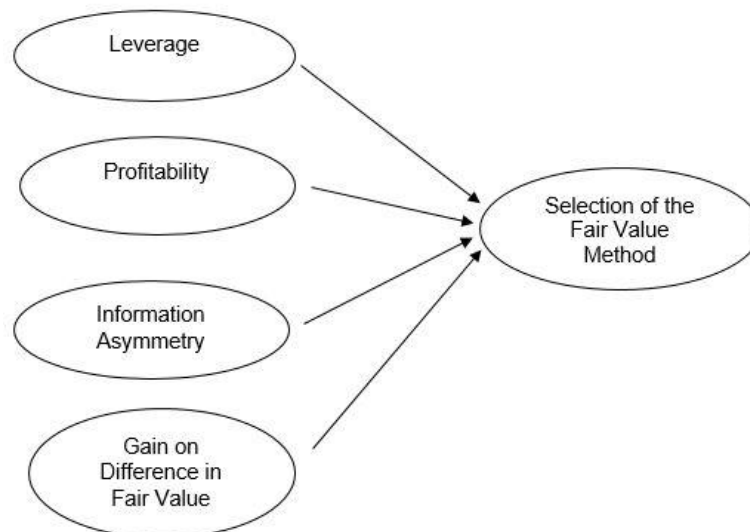 Leverage
Profitability
Information
Asymmetry
Gain on
Difference in
Fair Value
Selection of the
Fair Value
Method